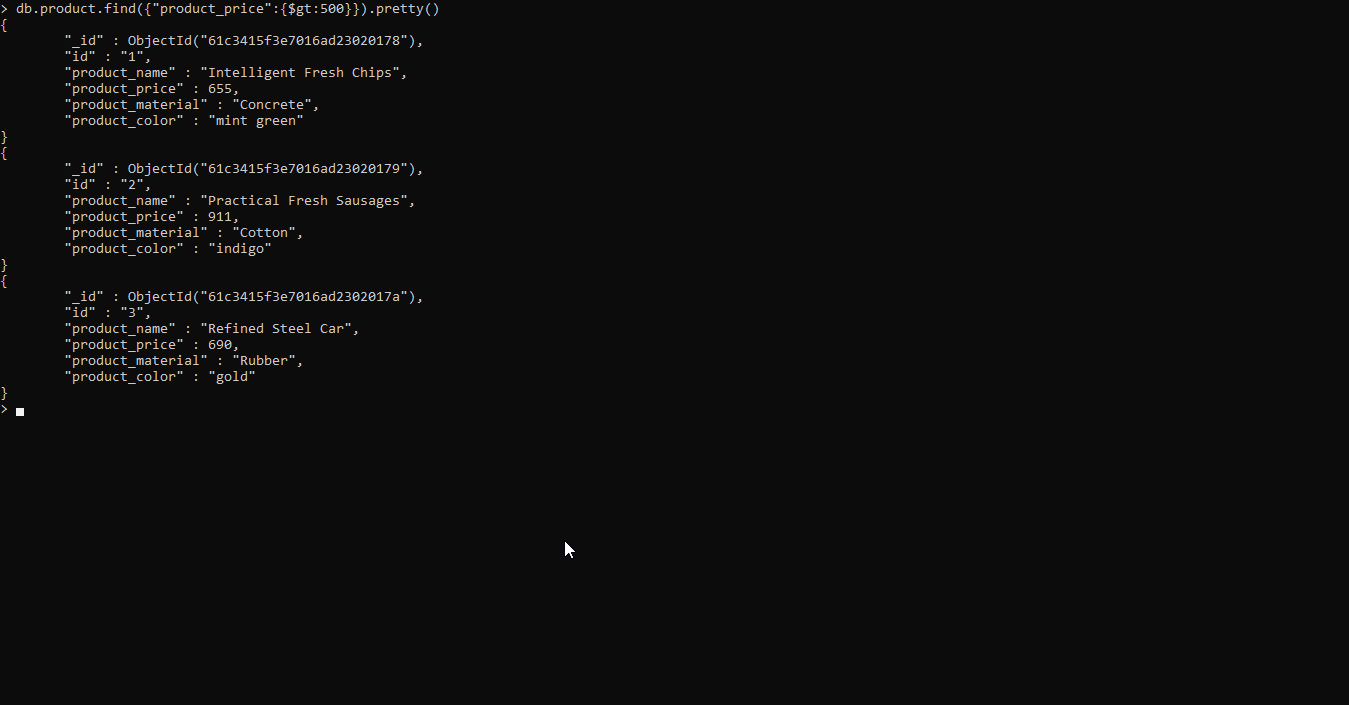 > db.product.find({"product_price":{$gt:500}}).pretty()
{
"_id" : ObjectId("61c3415f3e7016ad23020178"),
"id" : "1",
"product_name" : "Intelligent Fresh Chips",
"product_price" : 655,
"product_material" : "Concrete",
"product_color" : "mint green"
}
{
"_id" : ObjectId("61c3415f3e7016ad23020179"),
"id" : "2",
"product_name" : "Practical Fresh Sausages",
"product_price" : 911,
"product_material" : "Cotton",
"product_color" : "indigo"
}
{
"_id" : ObjectId("61c3415f3e7016ad2302017a"),
"id" : "3",
"product_name" : "Refined Steel Car",
"product_price" : 690,
"product_material" : "Rubber",
"product_color" : "gold"
}
>